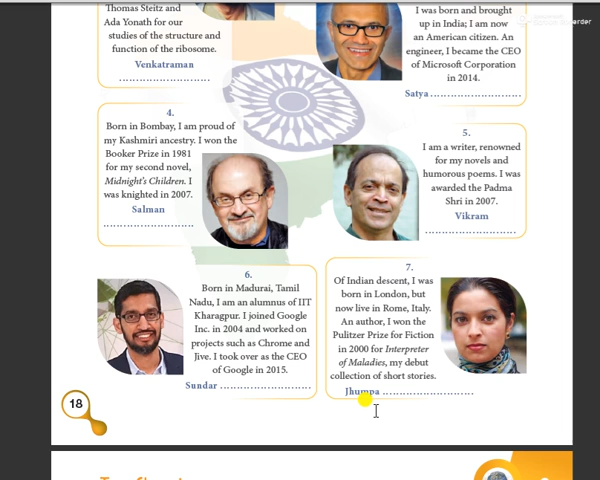 Thomas Steitz and
Ada Yonath for our
studies of the structure and
function of the ribosome.
Venkatraman
........................
I was born and brought
up in India; I am now
an American citizen. An
engineer, I became the CEO
of Microsoft Corporation
in 2014.
Satya ........................
4.
Born in Bombay, I am proud of
my Kashmiri ancestry. I won the
Booker Prize in 1981
for my second novel,
Midnight's Children. I
was knighted in 2007.
Salman
........................
5.
I am a writer, renowned
for my novels and
humorous poems. I was
awarded the Padma
Shri in 2007.
Vikram
........................
6.
Born in Madurai, Tamil
Nadu, I am an alumnus of IIT
Kharagpur. I joined Google
Inc. in 2004 and worked on
projects such as Chrome and
Jive. I took over as the CEO
of Google in 2015.
Sundar ........................
7.
Of Indian descent, I was
born in London, but
now live in Rome, Italy.
An author, I won the
Pulitzer Prize for Fiction
in 2000 for Interpreter
of Maladies, my debut
collection of short stories.
Jhumpa ........................
18